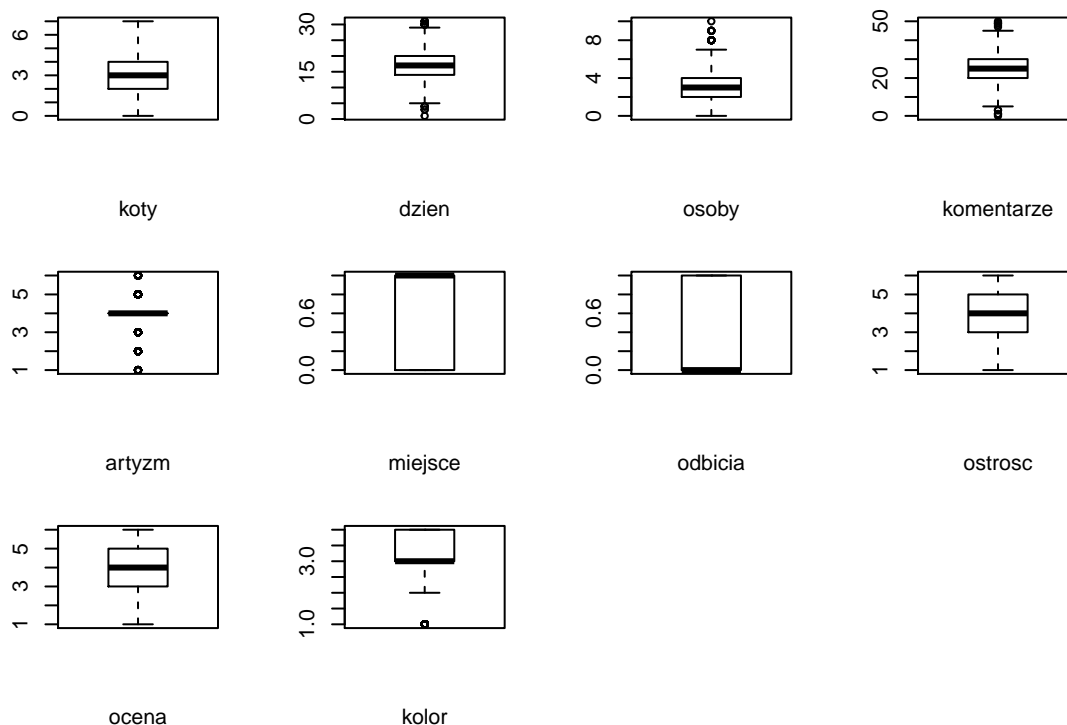 0 3 6
koty
0 15 30
dzien
0 4 8
osoby
0 20 50
komentarze
1 3 5
artyzm
0.0 0.6
miejsce
0.0 0.6
odbicia
1 3 5
ostrosc
1 3 5
ocena
1.0 3.0
kolor